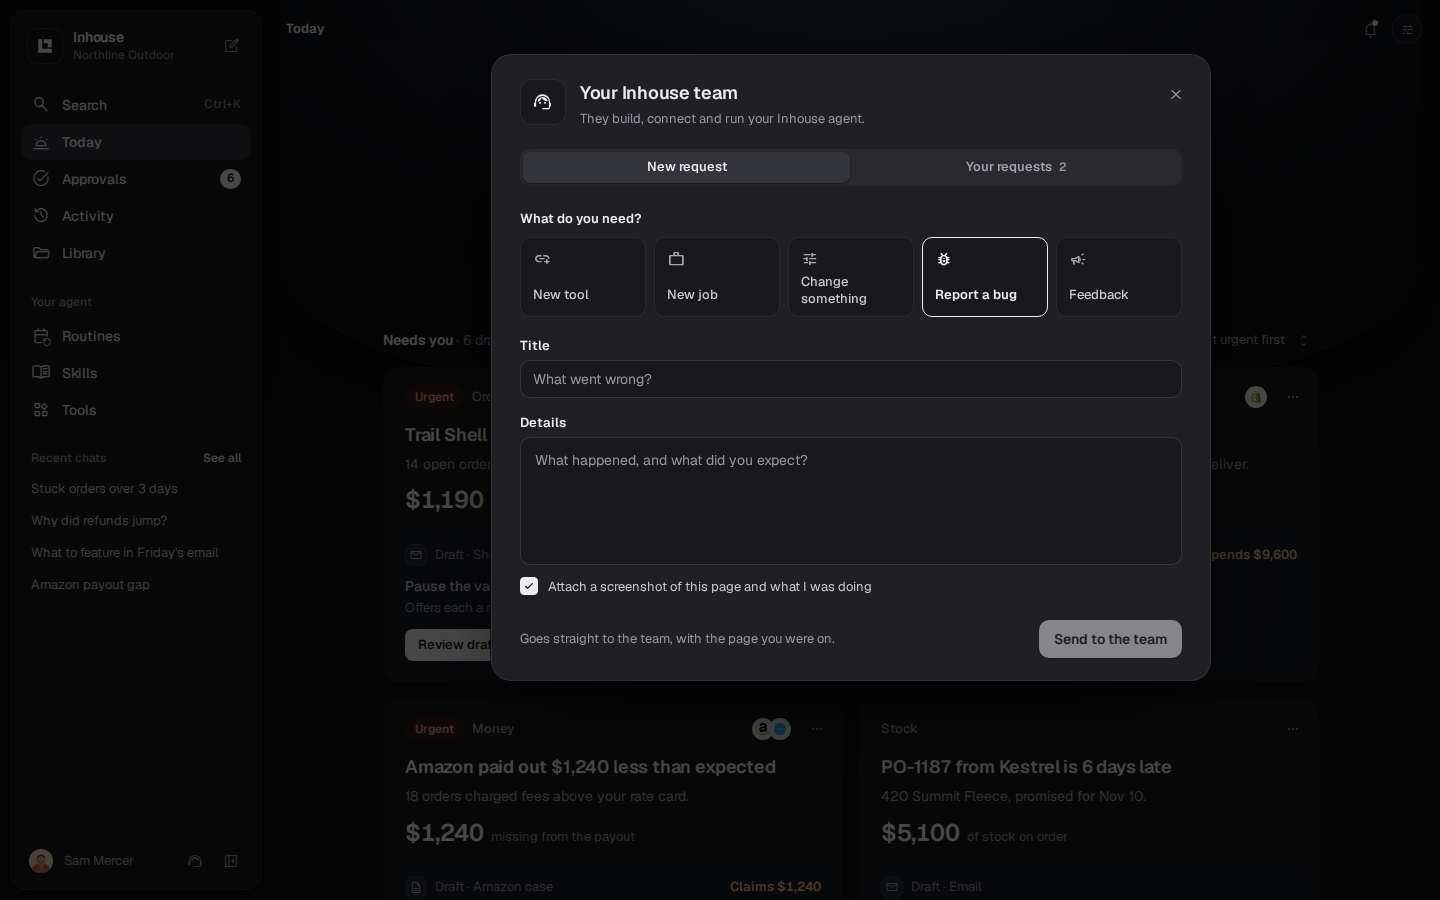 Inhouse
Northline Outdoor
Search Ctrl+K
Today
Approvals 6
Activity
Library
Your agent
Routines
Skills
Tools
Recent chats See all
Stuck orders over 3 days
Why did refunds jump?
What to feature in Friday's email
Amazon payout gap
Sam Mercer
Today
Your Inhouse team
They build, connect and run your Inhouse agent.
New request
Your requests 2
What do you need?
New tool
New job
Change
something
Report a bug
Feedback
Title
What went wrong?
Details
What happened, and what did you expect?
Attach a screenshot of this page and what I was doing
Goes straight to the team, with the page you were on.
Send to the team
Needs you · 6
urgent first
Urgent
Trail Shell
14 open
$1,190
Draft ·
Pause the
Offers each a
Review
$9,600
Urgent Money
Amazon paid out $1,240 less than expected
18 orders charged fees above your rate card.
$1,240 missing from the payout
Draft · Amazon case Claims $1,240
Stock
PO-1187 from Kestrel is 6 days late
420 Summit Fleece, promised for Nov 10.
$5,100 of stock on order
Draft · Email